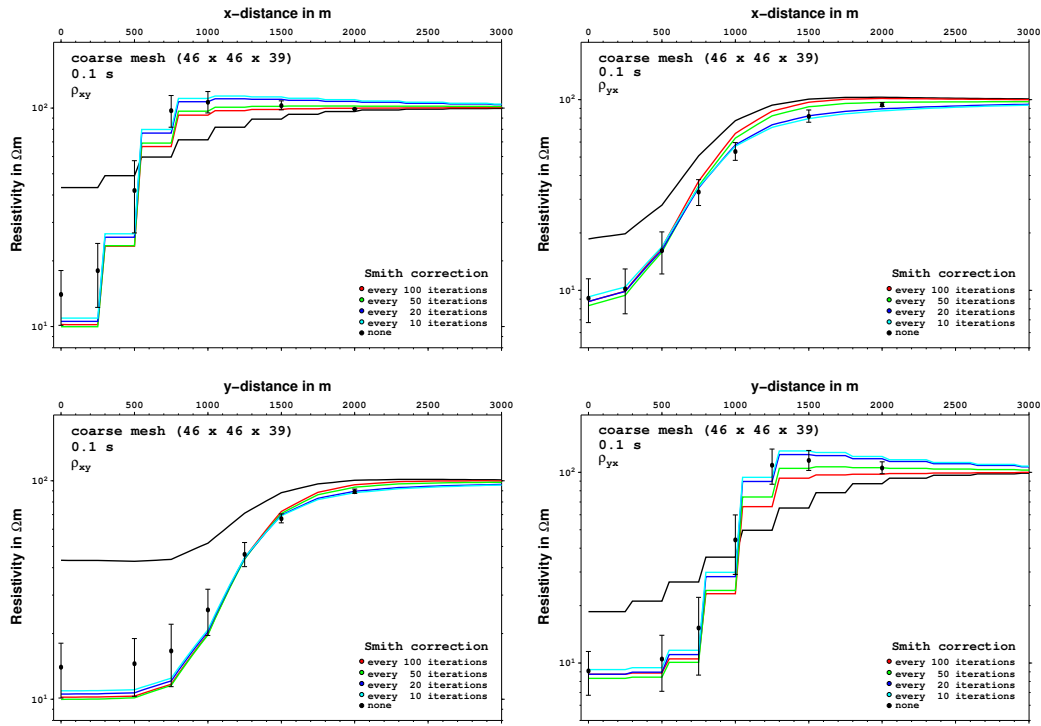 x-distance in m
0 500 1000 1500 2000 2500 3000
coarse mesh (46 x 46 x 39)
0.1 s
ρxy
10²
10¹
Resistivity in Ωm
Smith correction
every 100 iterations
every 50 iterations
every 20 iterations
every 10 iterations
none
x-distance in m
0 500 1000 1500 2000 2500 3000
coarse mesh (46 x 46 x 39)
0.1 s
ρyx
10²
10¹
Resistivity in Ωm
Smith correction
every 100 iterations
every 50 iterations
every 20 iterations
every 10 iterations
none
y-distance in m
0 500 1000 1500 2000 2500 3000
coarse mesh (46 x 46 x 39)
0.1 s
ρxy
10²
10¹
Resistivity in Ωm
Smith correction
every 100 iterations
every 50 iterations
every 20 iterations
every 10 iterations
none
y-distance in m
0 500 1000 1500 2000 2500 3000
coarse mesh (46 x 46 x 39)
0.1 s
ρyx
10²
10¹
Resistivity in Ωm
Smith correction
every 100 iterations
every 50 iterations
every 20 iterations
every 10 iterations
none